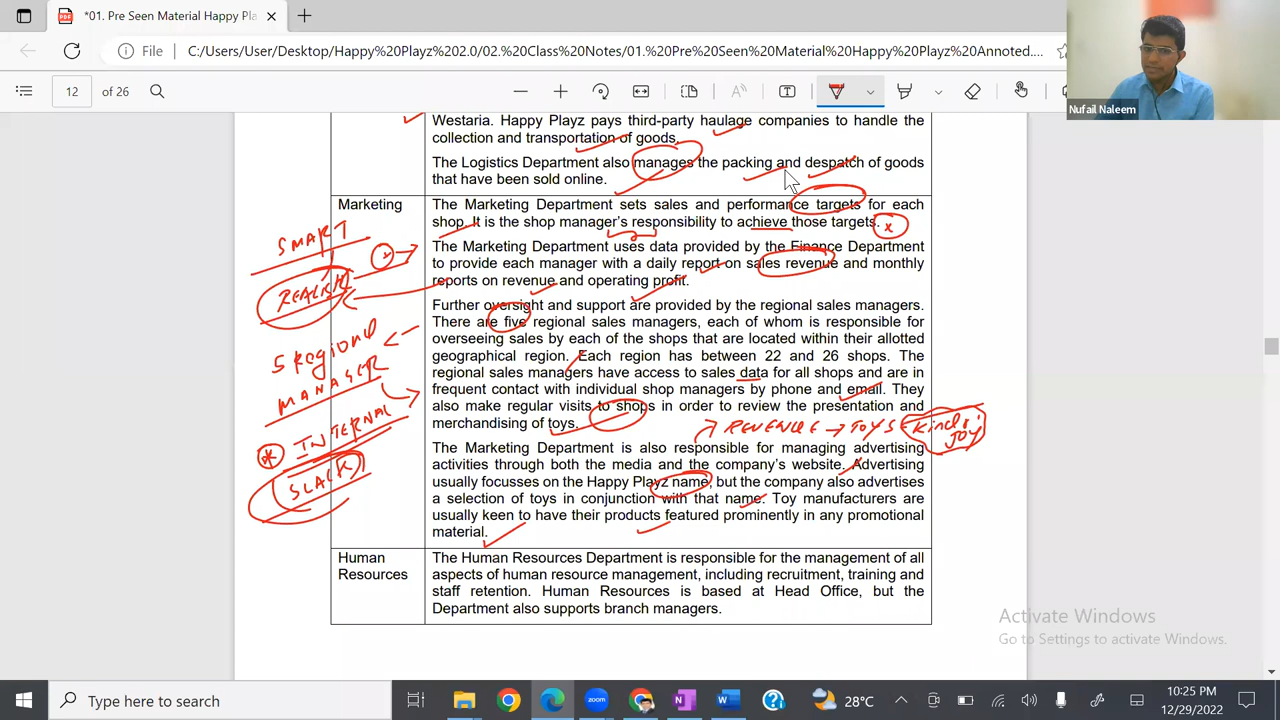 *01. Pre Seen Material Happy Pla
File
C:/Users/User/Desktop/Happy%20Playz%202.0/02.%20Class%20Notes/01.%20Pre%20Seen%20Material%20Happy%20Playz%20Annoted....
12
of 26
Nufail Naleem
Westaria. Happy Playz pays third-party haulage companies to handle the
collection and transportation of goods.
The Logistics Department also manages the packing and despatch of goods
that have been sold online.
Marketing
The Marketing Department sets sales and performance targets for each
shop. It is the shop manager's responsibility to achieve those targets.
x
The Marketing Department uses data provided by the Finance Department
to provide each manager with a daily report on sales revenue and monthly
reports on revenue and operating profit.
Further oversight and support are provided by the regional sales managers.
There are five regional sales managers, each of whom is responsible for
overseeing sales by each of the shops that are located within their allotted
geographical region. Each region has between 22 and 26 shops. The
regional sales managers have access to sales data for all shops and are in
frequent contact with individual shop managers by phone and email. They
also make regular visits to shops in order to review the presentation and
merchandising of toys.
REVENUE → TOYS
Kinder
JOY
The Marketing Department is also responsible for managing advertising
activities through both the media and the company's website. Advertising
usually focusses on the Happy Playz name, but the company also advertises
a selection of toys in conjunction with that name. Toy manufacturers are
usually keen to have their products featured prominently in any promotional
material.
SMART
5 Regional
MANAGER
INTERNAL
SLACK
Human
Resources
The Human Resources Department is responsible for the management of all
aspects of human resource management, including recruitment, training and
staff retention. Human Resources is based at Head Office, but the
Department also supports branch managers.
Activate Windows
Go to Settings to activate Windows.
Type here to search
zoom
28°C
10:25 PM
12/29/2022